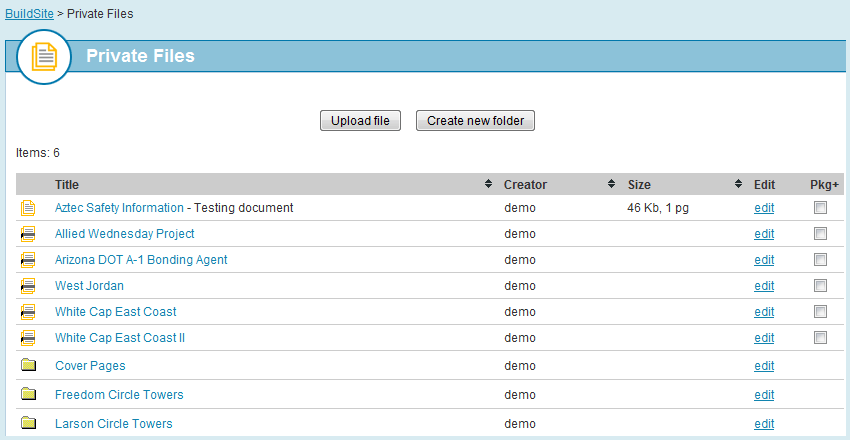 BuildSite > Private Files
Private Files
Upload file Create new folder
Items: 6
Title Creator Size Edit Pkg+
Aztec Safety Information - Testing document demo 46 Kb, 1 pg edit
Allied Wednesday Project demo edit
Arizona DOT A-1 Bonding Agent demo edit
West Jordan demo edit
White Cap East Coast demo edit
White Cap East Coast II demo edit
Cover Pages demo edit
Freedom Circle Towers demo edit
Larson Circle Towers demo edit